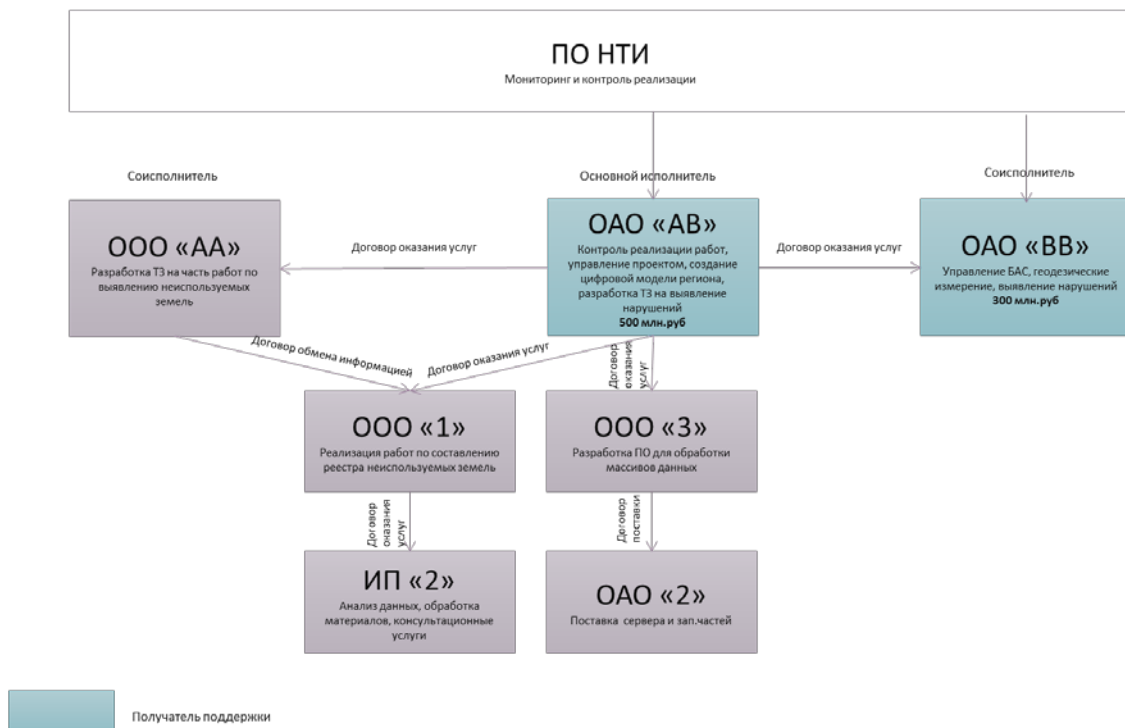 ПО НТИ
Мониторинг и контроль реализации
Соисполнитель
Основной исполнитель
Соисполнитель
ООО «АА»
Разработка ТЗ на часть работ по
выявлению неиспользуемых
земель
Договор оказания услуг
ОАО «АВ»
Контроль реализации работ,
управление проектом, создание
цифровой модели региона,
разработка ТЗ на выявление
нарушений
500 млн.руб
Договор оказания услуг
ОАО «ВВ»
Управление БАС, геодезические
измерение, выявление нарушений
300 млн.руб
Договор обмена информацией
Договор оказания услуг
Договор
оказания
услуг
ООО «1»
Реализация работ по составлению
реестра неиспользуемых земель
ООО «3»
Разработка ПО для обработки
массивов данных
Договор
оказания
услуг
Договор
поставки
ИП «2»
Анализ данных, обработка
материалов, консультационные
услуги
ОАО «2»
Поставка сервера и зап.частей
Получатель поддержки